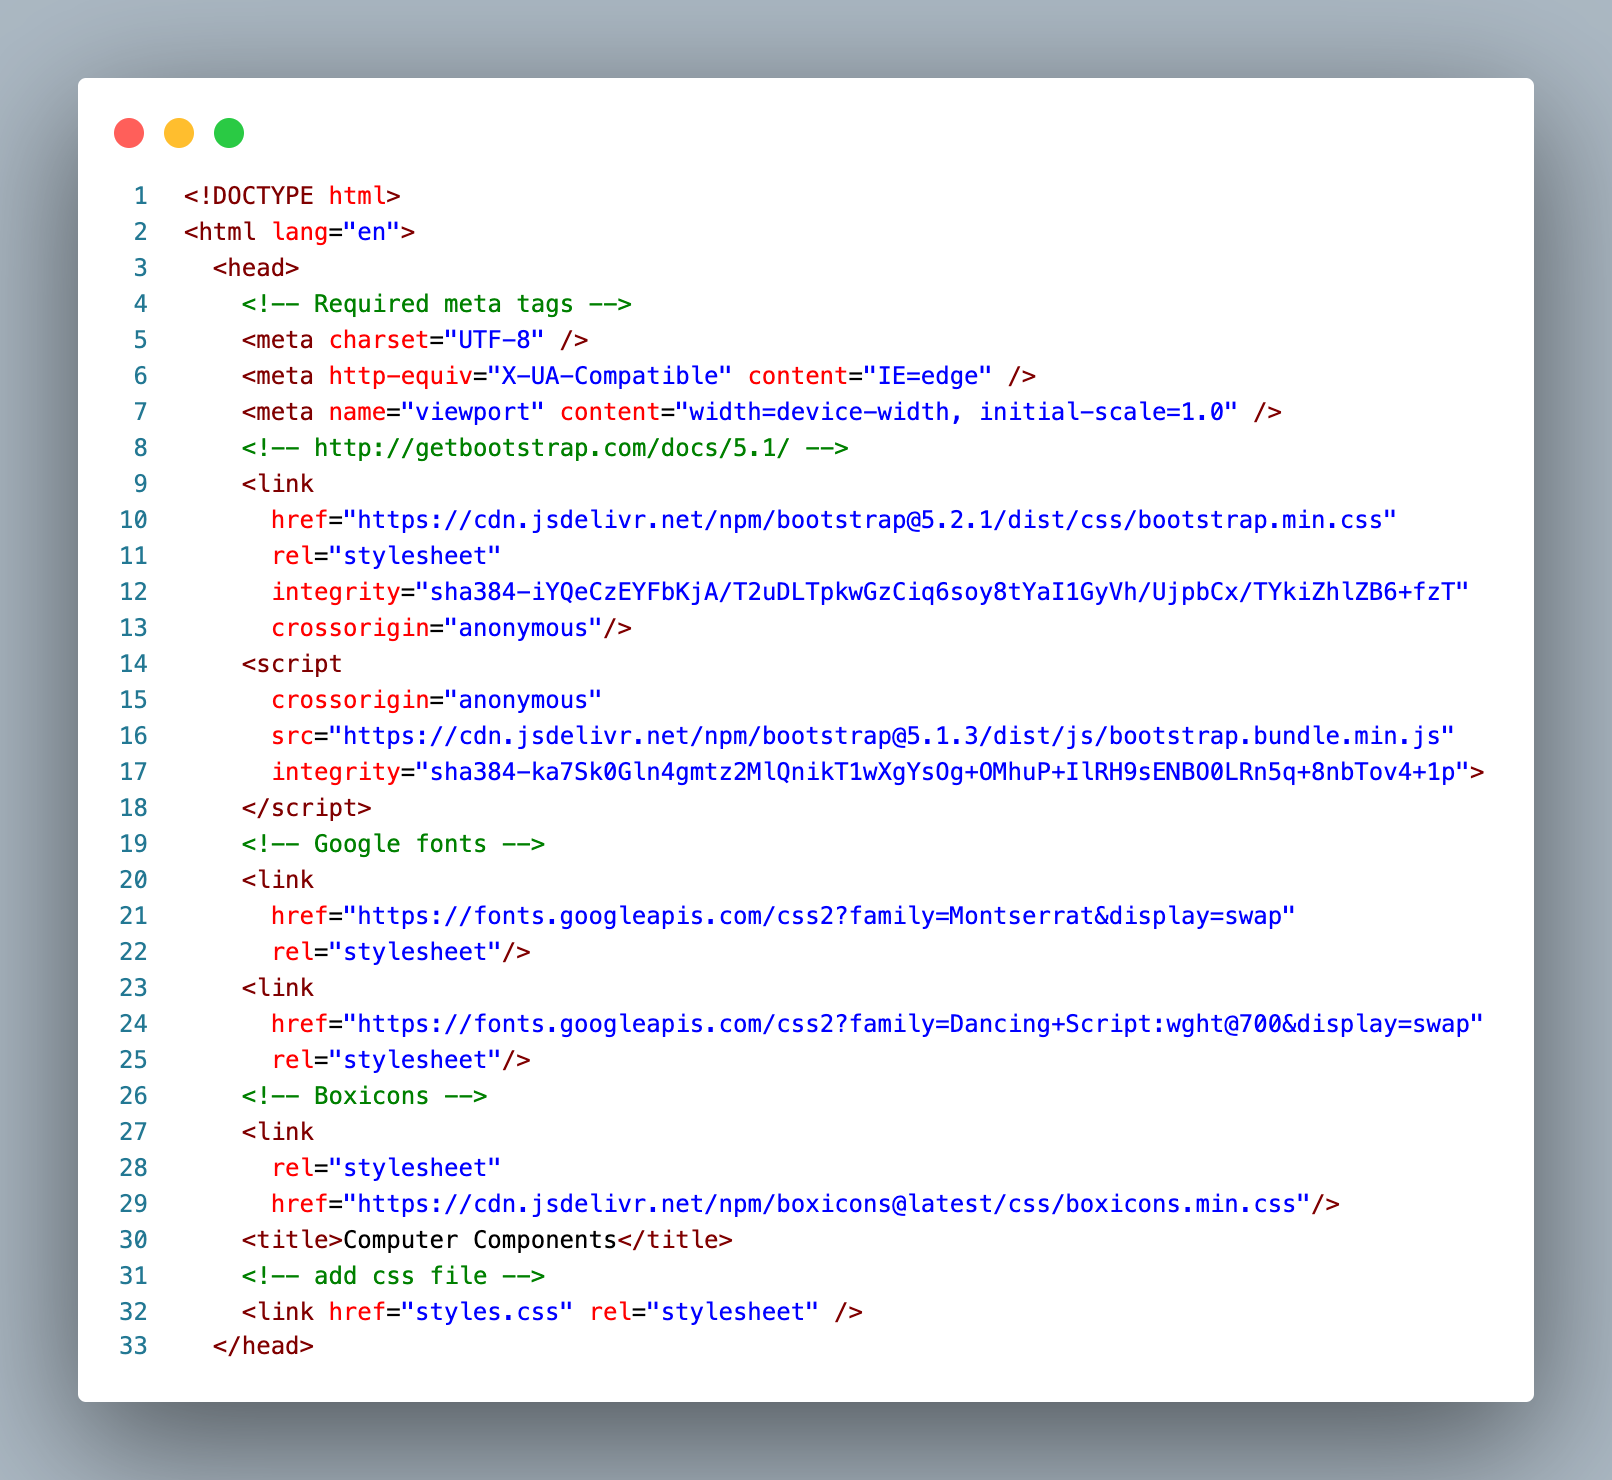 1 <!DOCTYPE html>
2 <html lang="en">
3 <head>
4 <!-- Required meta tags -->
5 <meta charset="UTF-8" />
6 <meta http-equiv="X-UA-Compatible" content="IE=edge" />
7 <meta name="viewport" content="width=device-width, initial-scale=1.0" />
8 <!-- http://getbootstrap.com/docs/5.1/ -->
9 <link
10 href="https://cdn.jsdelivr.net/npm/bootstrap@5.2.1/dist/css/bootstrap.min.css"
11 rel="stylesheet"
12 integrity="sha384-iYQeCzEYFbKjA/T2uDLTpkwGzCiq6soy8tYaI1GyVh/UjpbCx/TYkiZhlZB6+fzT"
13 crossorigin="anonymous"/>
14 <script
15 crossorigin="anonymous"
16 src="https://cdn.jsdelivr.net/npm/bootstrap@5.1.3/dist/js/bootstrap.bundle.min.js"
17 integrity="sha384-ka7Sk0Gln4gmtz2MlQnikT1wXgYsOg+OMhuP+IlRH9sENBO0LRn5q+8nbTov4+1p">
18 </script>
19 <!-- Google fonts -->
20 <link
21 href="https://fonts.googleapis.com/css2?family=Montserrat&display=swap"
22 rel="stylesheet"/>
23 <link
24 href="https://fonts.googleapis.com/css2?family=Dancing+Script:wght@700&display=swap"
25 rel="stylesheet"/>
26 <!-- Boxicons -->
27 <link
28 rel="stylesheet"
29 href="https://cdn.jsdelivr.net/npm/boxicons@latest/css/boxicons.min.css"/>
30 <title>Computer Components</title>
31 <!-- add css file -->
32 <link href="styles.css" rel="stylesheet" />
33 </head>